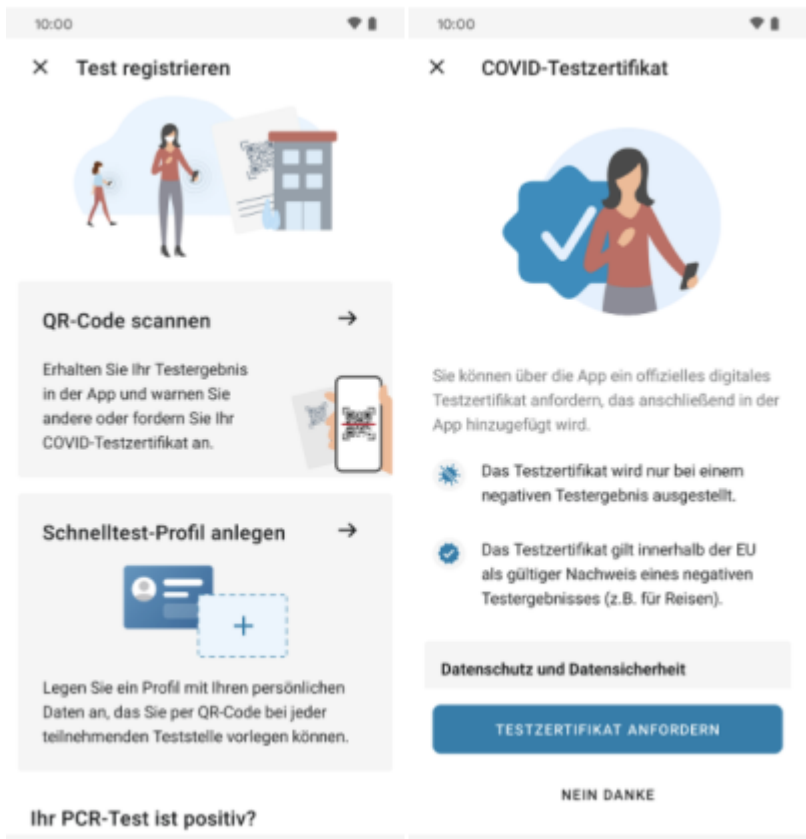 10:00
Test registrieren
QR-Code scannen
Erhalten Sie Ihr Testergebnis
in der App und warnen Sie
andere oder fordern Sie Ihr
COVID-Testzertifikat an.
Schnelltest-Profil anlegen
Legen Sie ein Profil mit Ihren persönlichen
Daten an, das Sie per QR-Code bei jeder
teilnehmenden Teststelle vorlegen können.
Ihr PCR-Test ist positiv?
10:00
COVID-Testzertifikat
Sie können über die App ein offizielles digitales
Testzertifikat anfordern, das anschließend in der
App hinzugefügt wird.
Das Testzertifikat wird nur bei einem
negativen Testergebnis ausgestellt.
Das Testzertifikat gilt innerhalb der EU
als gültiger Nachweis eines negativen
Testergebnisses (z.B. für Reisen).
Datenschutz und Datensicherheit
TESTZERTIFIKAT ANFORDERN
NEIN DANKE